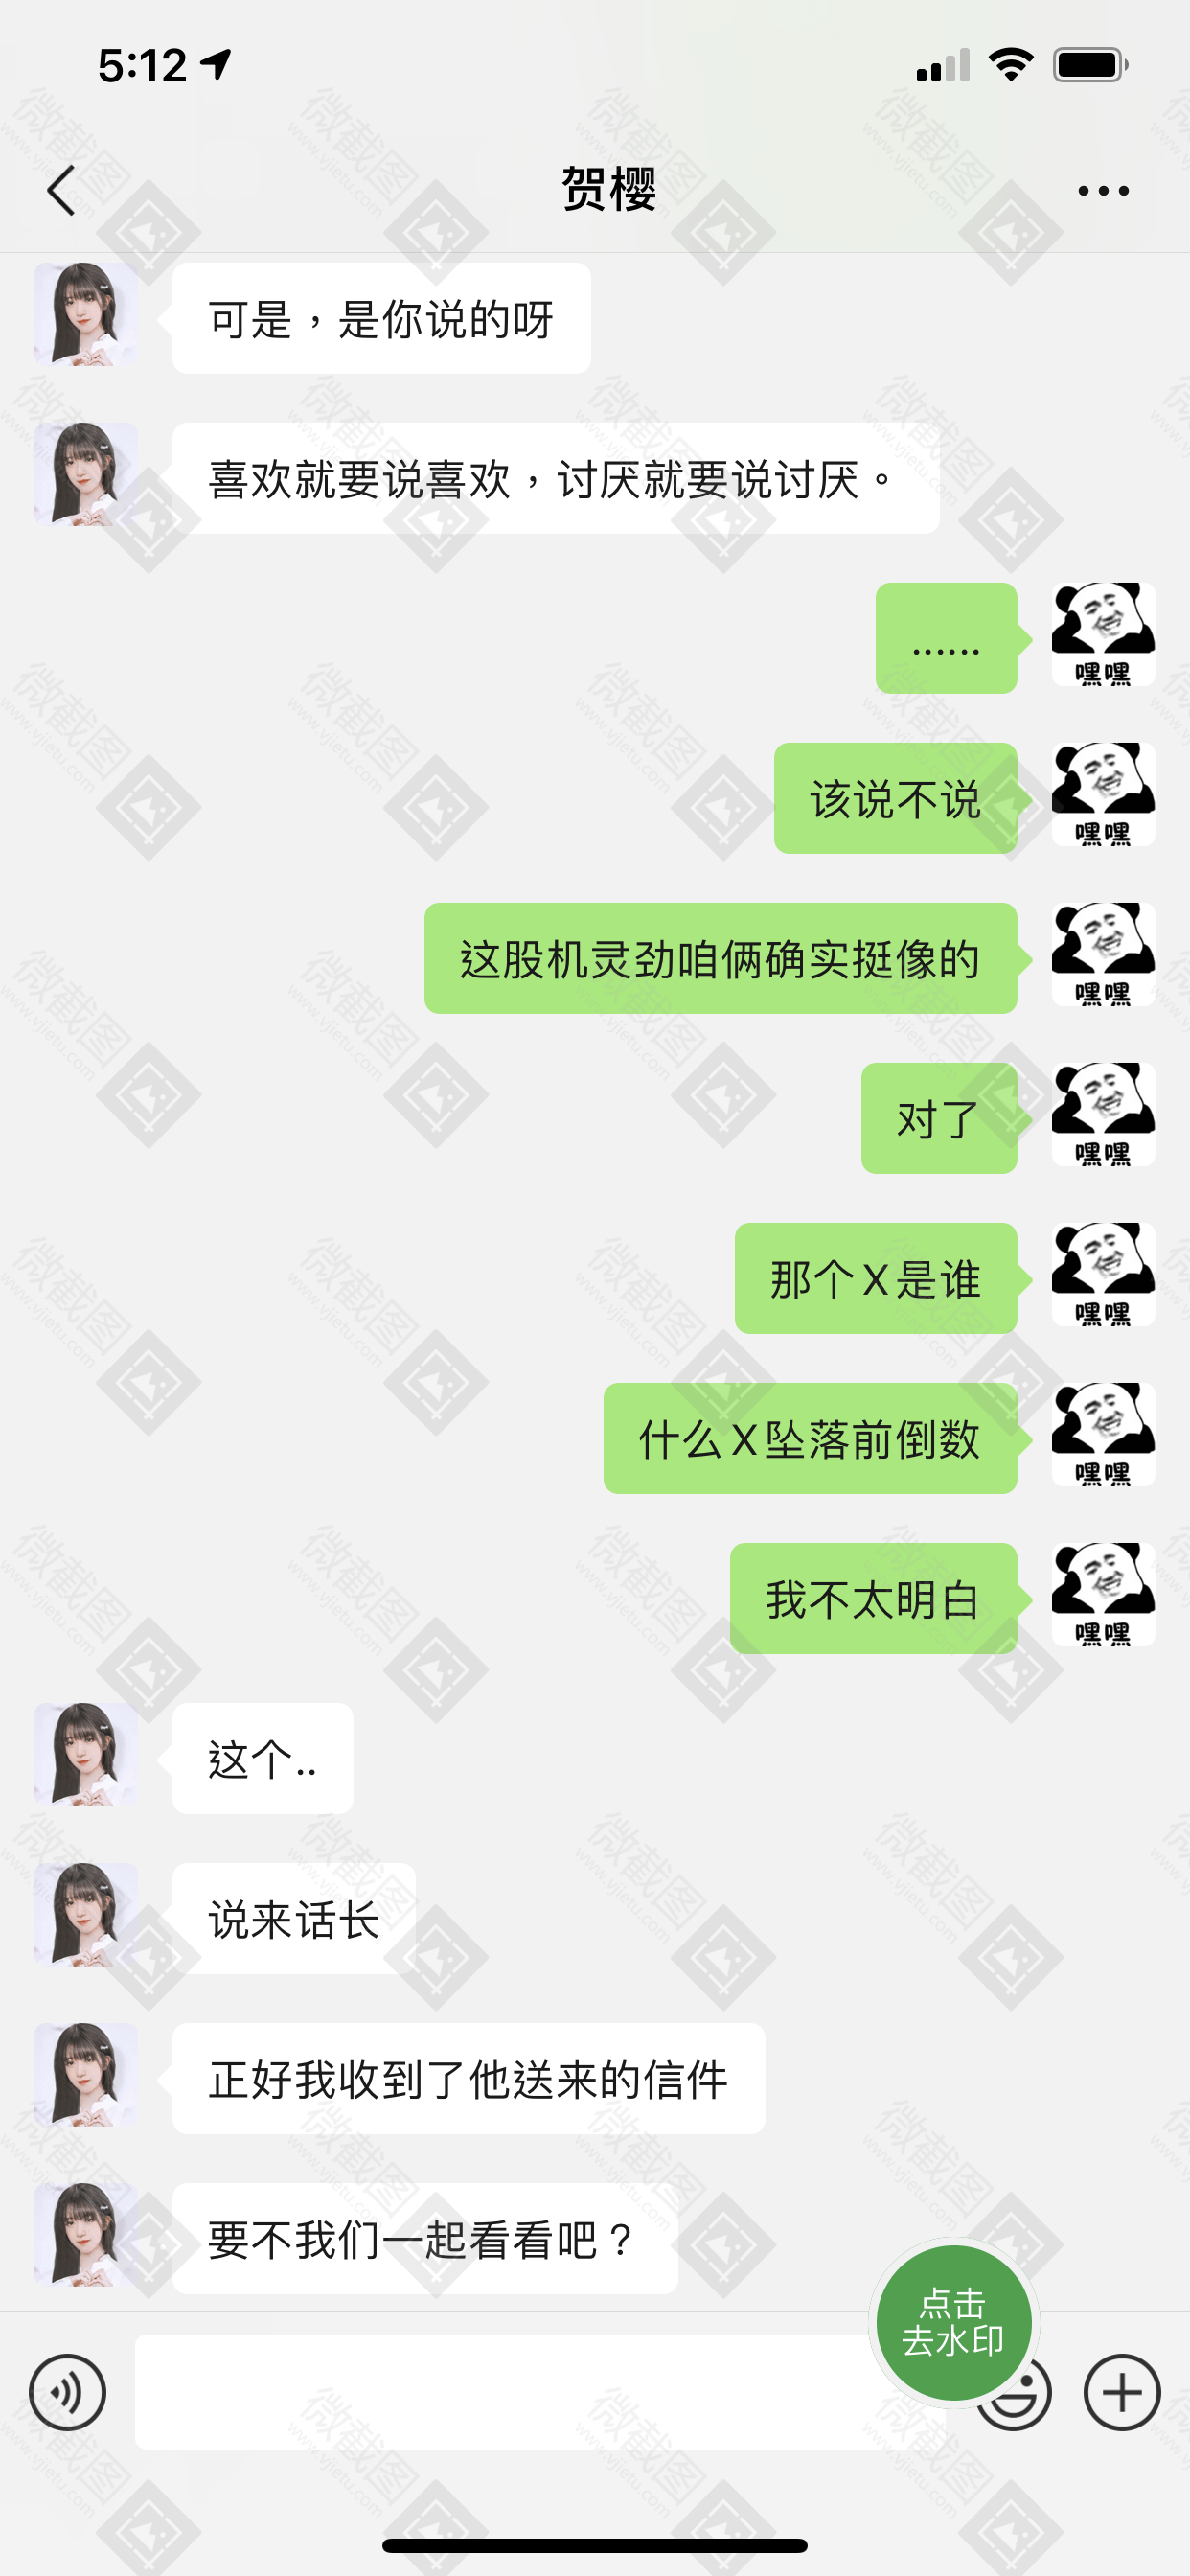 5:12
贺樱
可是，是你说的呀
喜欢就要说喜欢，讨厌就要说讨厌。
......
嘿嘿
该说不说
嘿嘿
这股机灵劲咱俩确实挺像的
嘿嘿
对了
嘿嘿
那个X是谁
嘿嘿
什么X坠落前倒数
嘿嘿
我不太明白
嘿嘿
这个..
说来话长
正好我收到了他送来的信件
要不我们一起看看吧？
点击
去水印
微截图
www.vjietu.com